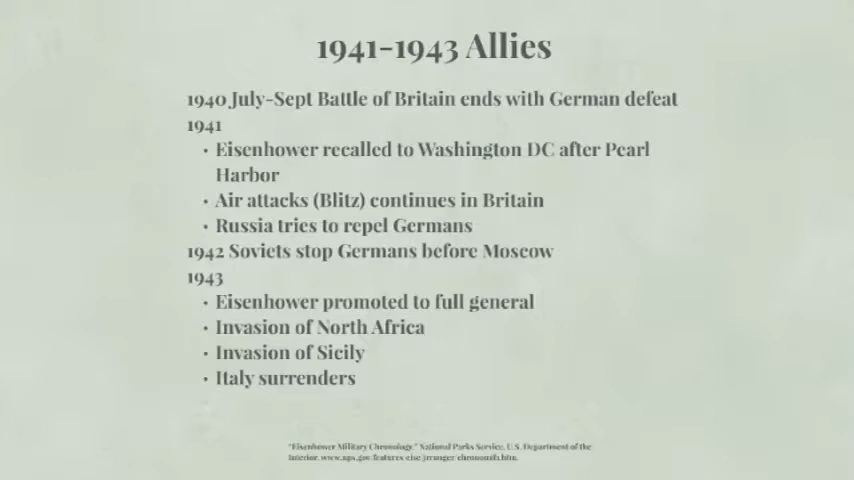 1941-1943 Allies
1940 July-Sept Battle of Britain ends with German defeat
1941
• Eisenhower recalled to Washington DC after Pearl
Harbor
• Air attacks (Blitz) continues in Britain
• Russia tries to repel Germans
1942 Soviets stop Germans before Moscow
1943
• Eisenhower promoted to full general
• Invasion of North Africa
• Invasion of Sicily
• Italy surrenders
"Eisenhower Military Chronology." National Parks Service, U.S. Department of the
Interior,